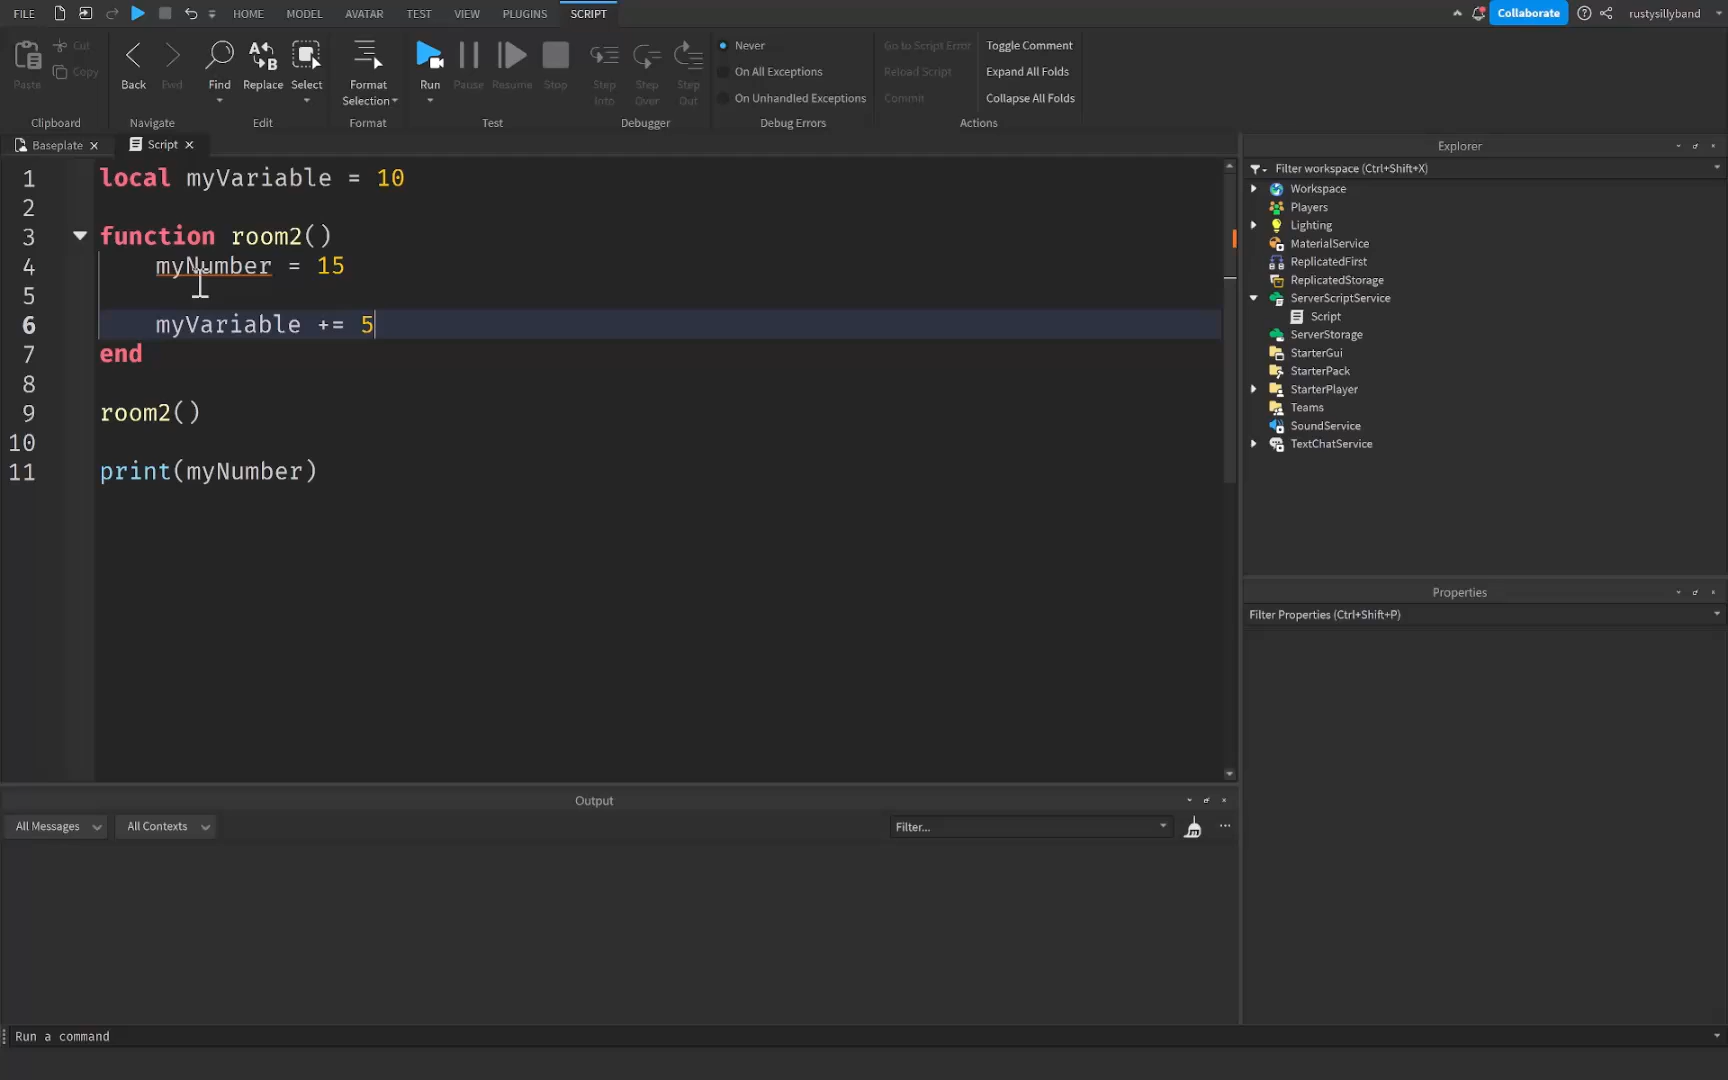 FILE HOME MODEL AVATAR TEST VIEW PLUGINS SCRIPT Collaborate rustysillyband
Paste Cut Copy
Back Fwd
Find Replace Select
Format Selection
Run Pause Resume Stop
Step Into Step Over Step Out
Never
On All Exceptions
On Unhandled Exceptions
Go to Script Error
Reload Script
Commit
Toggle Comment
Expand All Folds
Collapse All Folds
Clipboard Navigate Edit Format Test Debugger Debug Errors Actions
Baseplate Script
1 local myVariable = 10
2
3 function room2()
4 myNumber = 15
5
6 myVariable += 5
7 end
8
9 room2()
10
11 print(myNumber)
Explorer
Filter workspace (Ctrl+Shift+X)
Workspace
Players
Lighting
MaterialService
ReplicatedFirst
ReplicatedStorage
ServerScriptService
Script
ServerStorage
StarterGui
StarterPack
StarterPlayer
Teams
SoundService
TextChatService
Properties
Filter Properties (Ctrl+Shift+P)
Output
All Messages All Contexts Filter...
Run a command